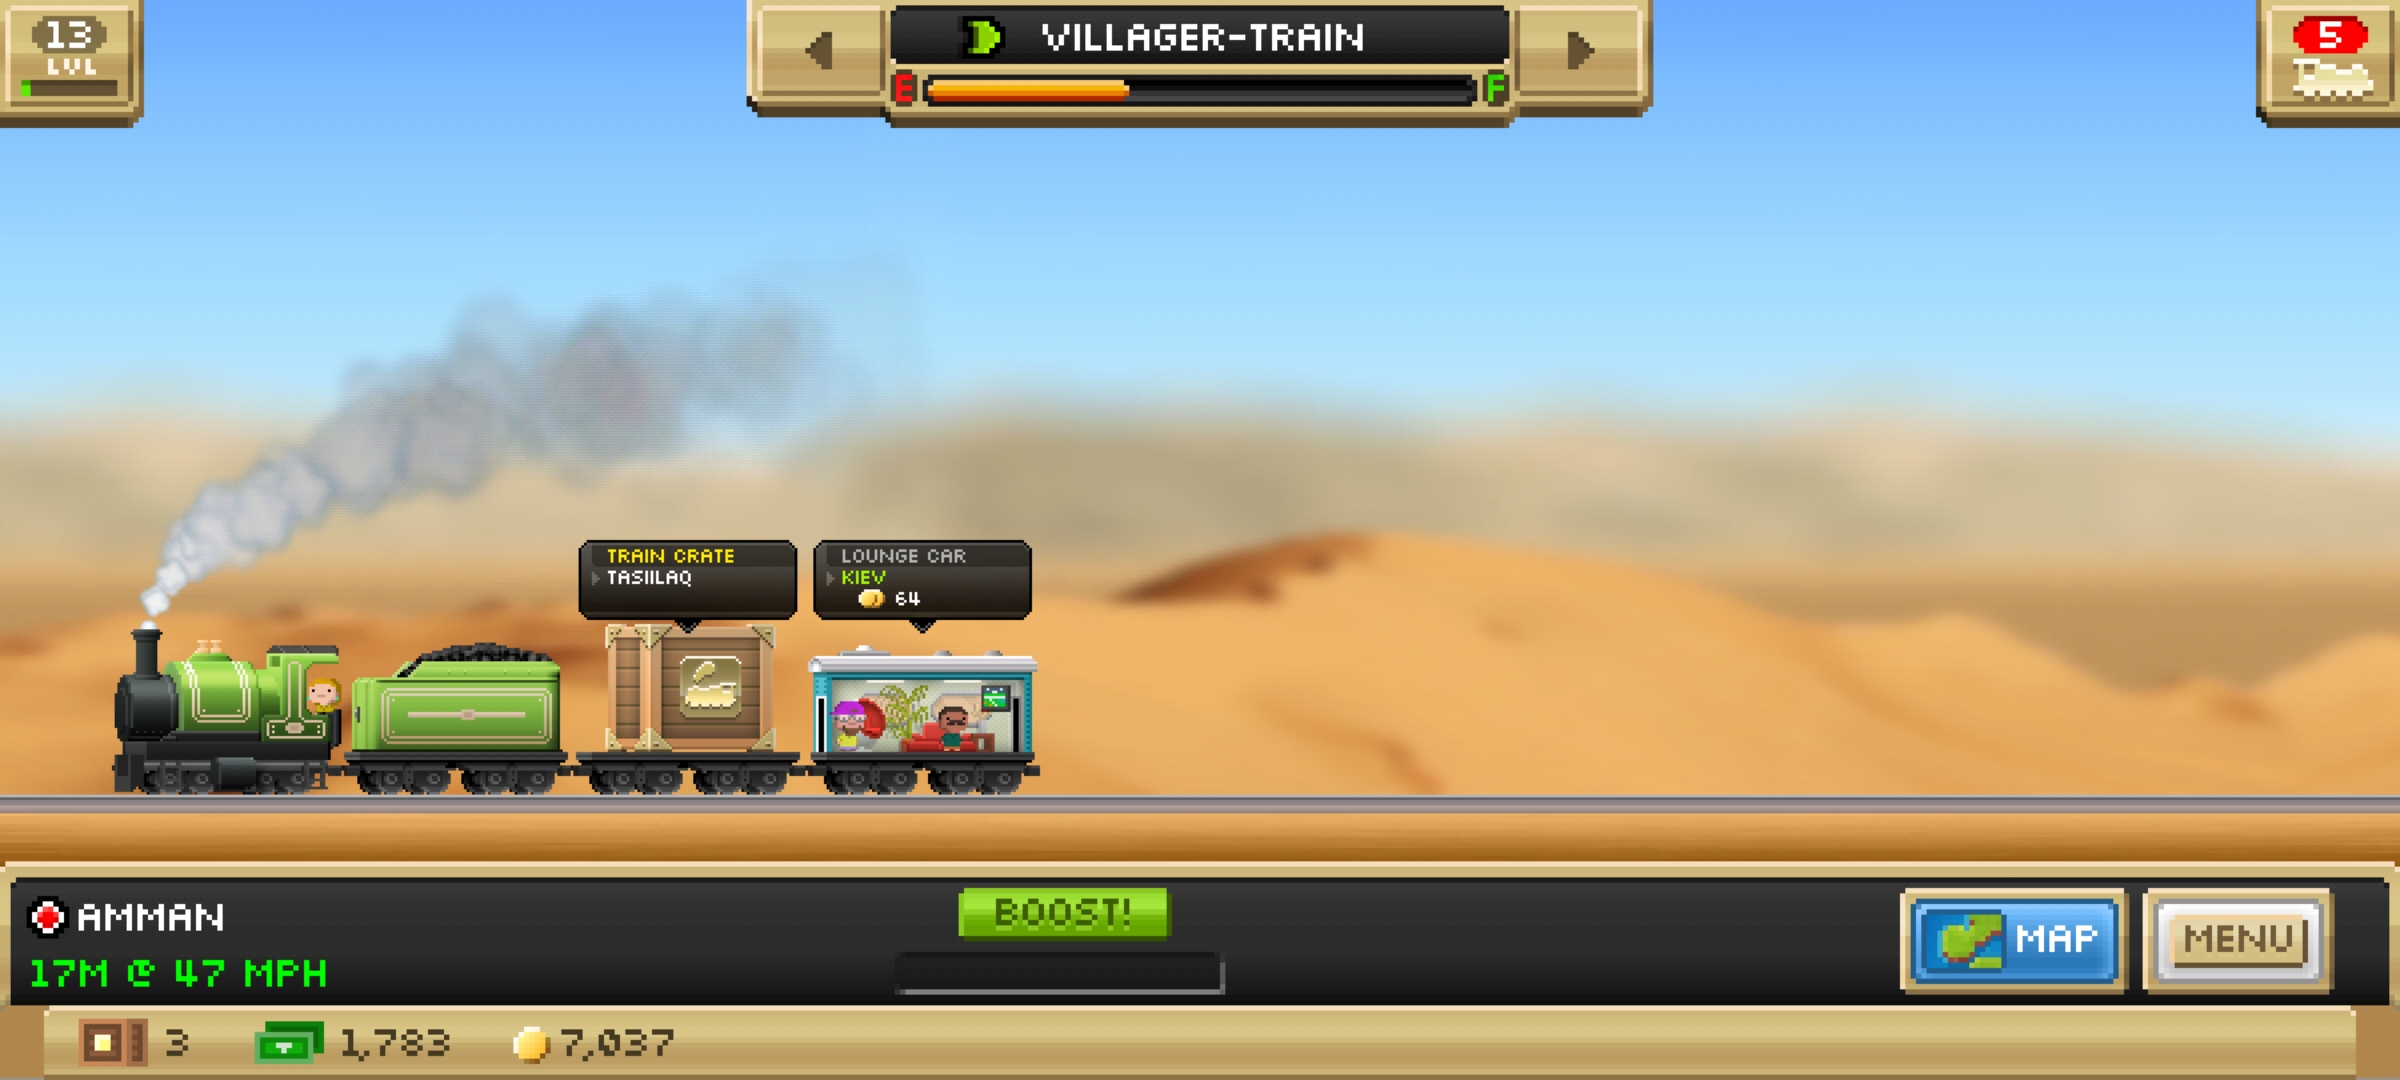 13
LVL
VILLAGER-TRAIN
E F
5
TRAIN CRATE
TASIILAQ
LOUNGE CAR
KIEV
64
AMMAN
17M @ 47 MPH
BOOST!
MAP
MENU
3 1,783 7,037